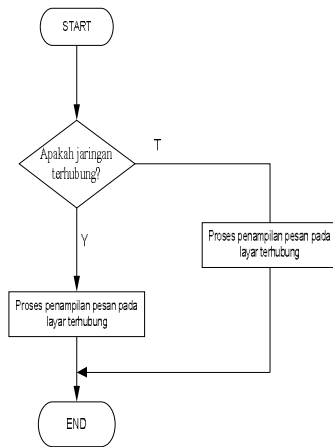 START
Apakah jaringan
terhubung?
T
Y
Proses penampilan pesan pada
layar terhubung
Proses penampilan pesan pada
layar terhubung
END